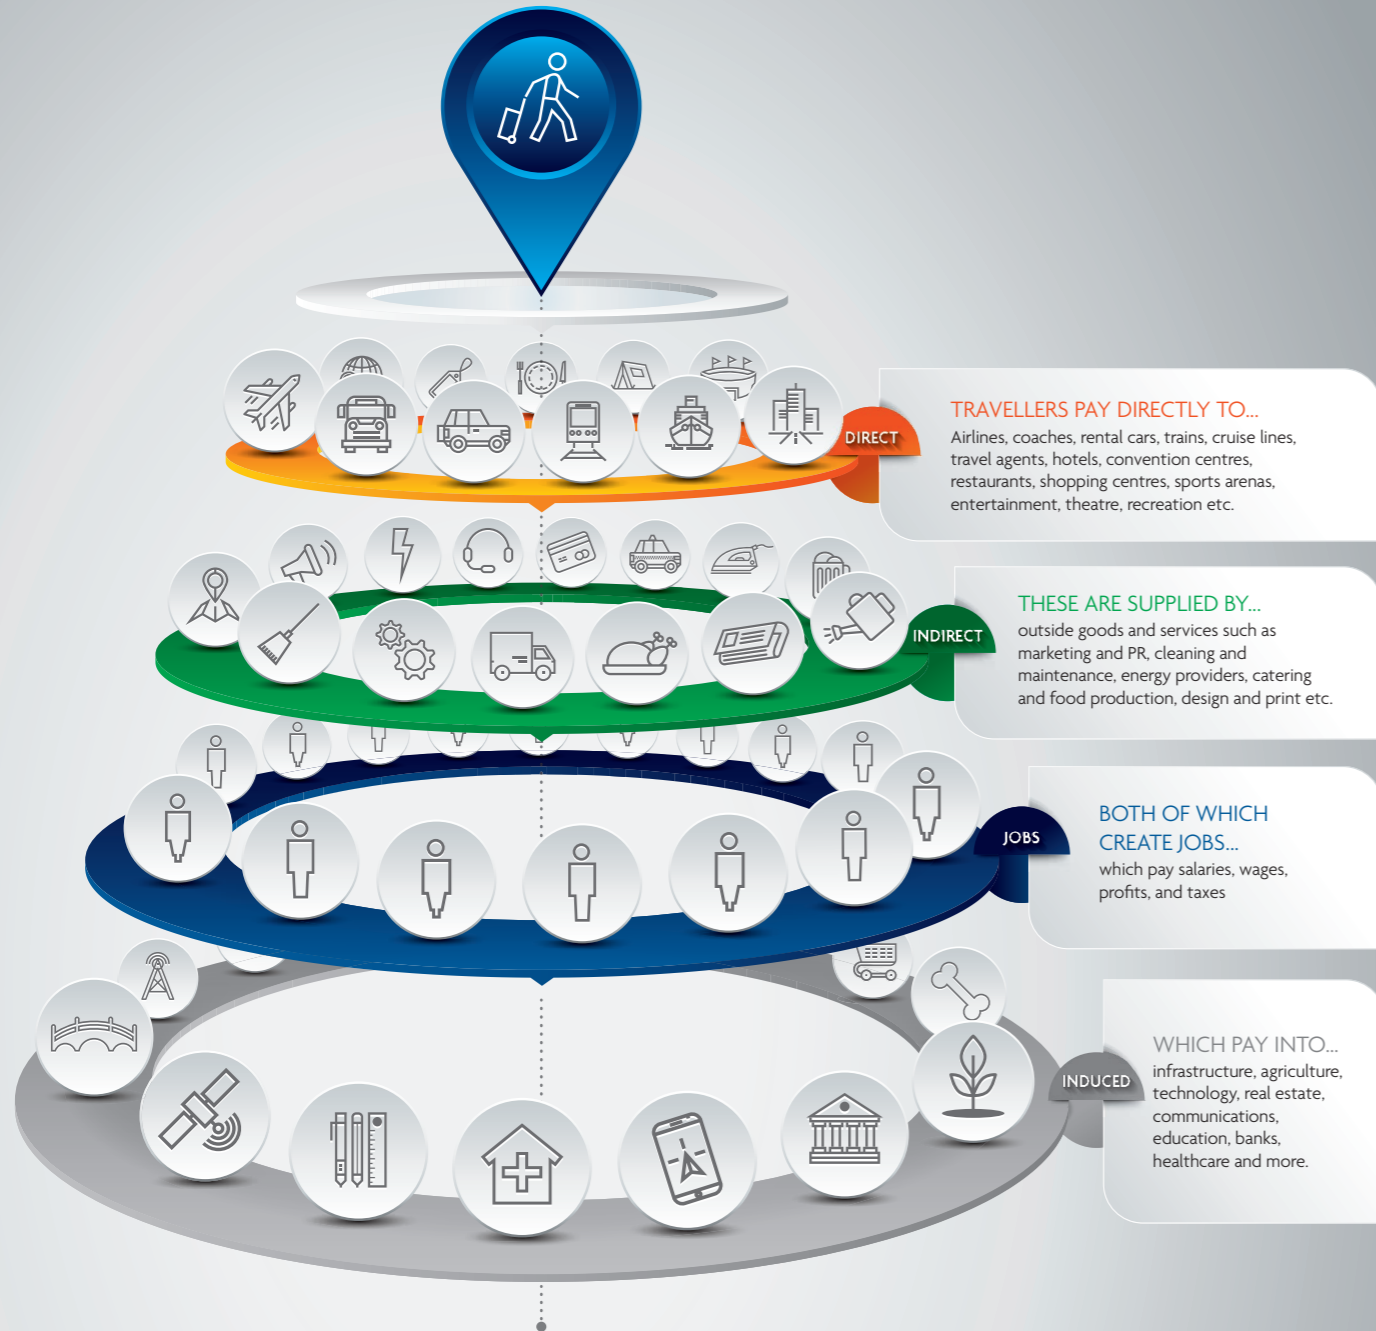 DIRECT
TRAVELLERS PAY DIRECTLY TO...
Airlines, coaches, rental cars, trains, cruise lines,
travel agents, hotels, convention centres,
restaurants, shopping centres, sports arenas,
entertainment, theatre, recreation etc.
INDIRECT
THESE ARE SUPPLIED BY...
outside goods and services such as
marketing and PR, cleaning and
maintenance, energy providers, catering
and food production, design and print etc.
JOBS
BOTH OF WHICH
CREATE JOBS...
which pay salaries, wages,
profits, and taxes
INDUCED
WHICH PAY INTO...
infrastructure, agriculture,
technology, real estate,
communications,
education, banks,
healthcare and more.